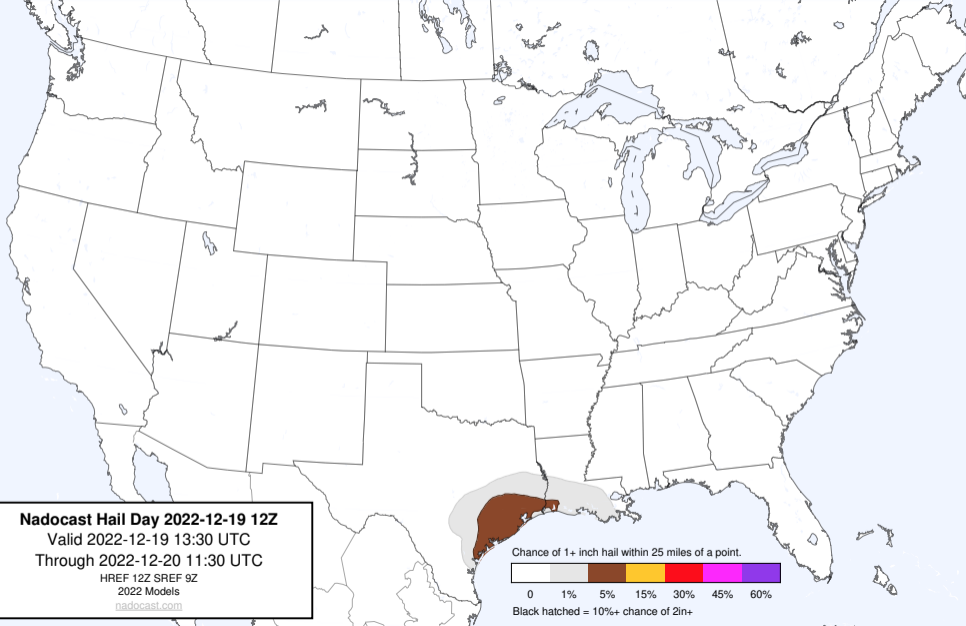 Nadocast Hail Day 2022-12-19 12Z
Valid 2022-12-19 13:30 UTC
Through 2022-12-20 11:30 UTC
HREF 12Z SREF 9Z
2022 Models
nadocast.com
Chance of 1+ inch hail within 25 miles of a point.
0 1% 5% 15% 30% 45% 60%
Black hatched = 10%+ chance of 2in+